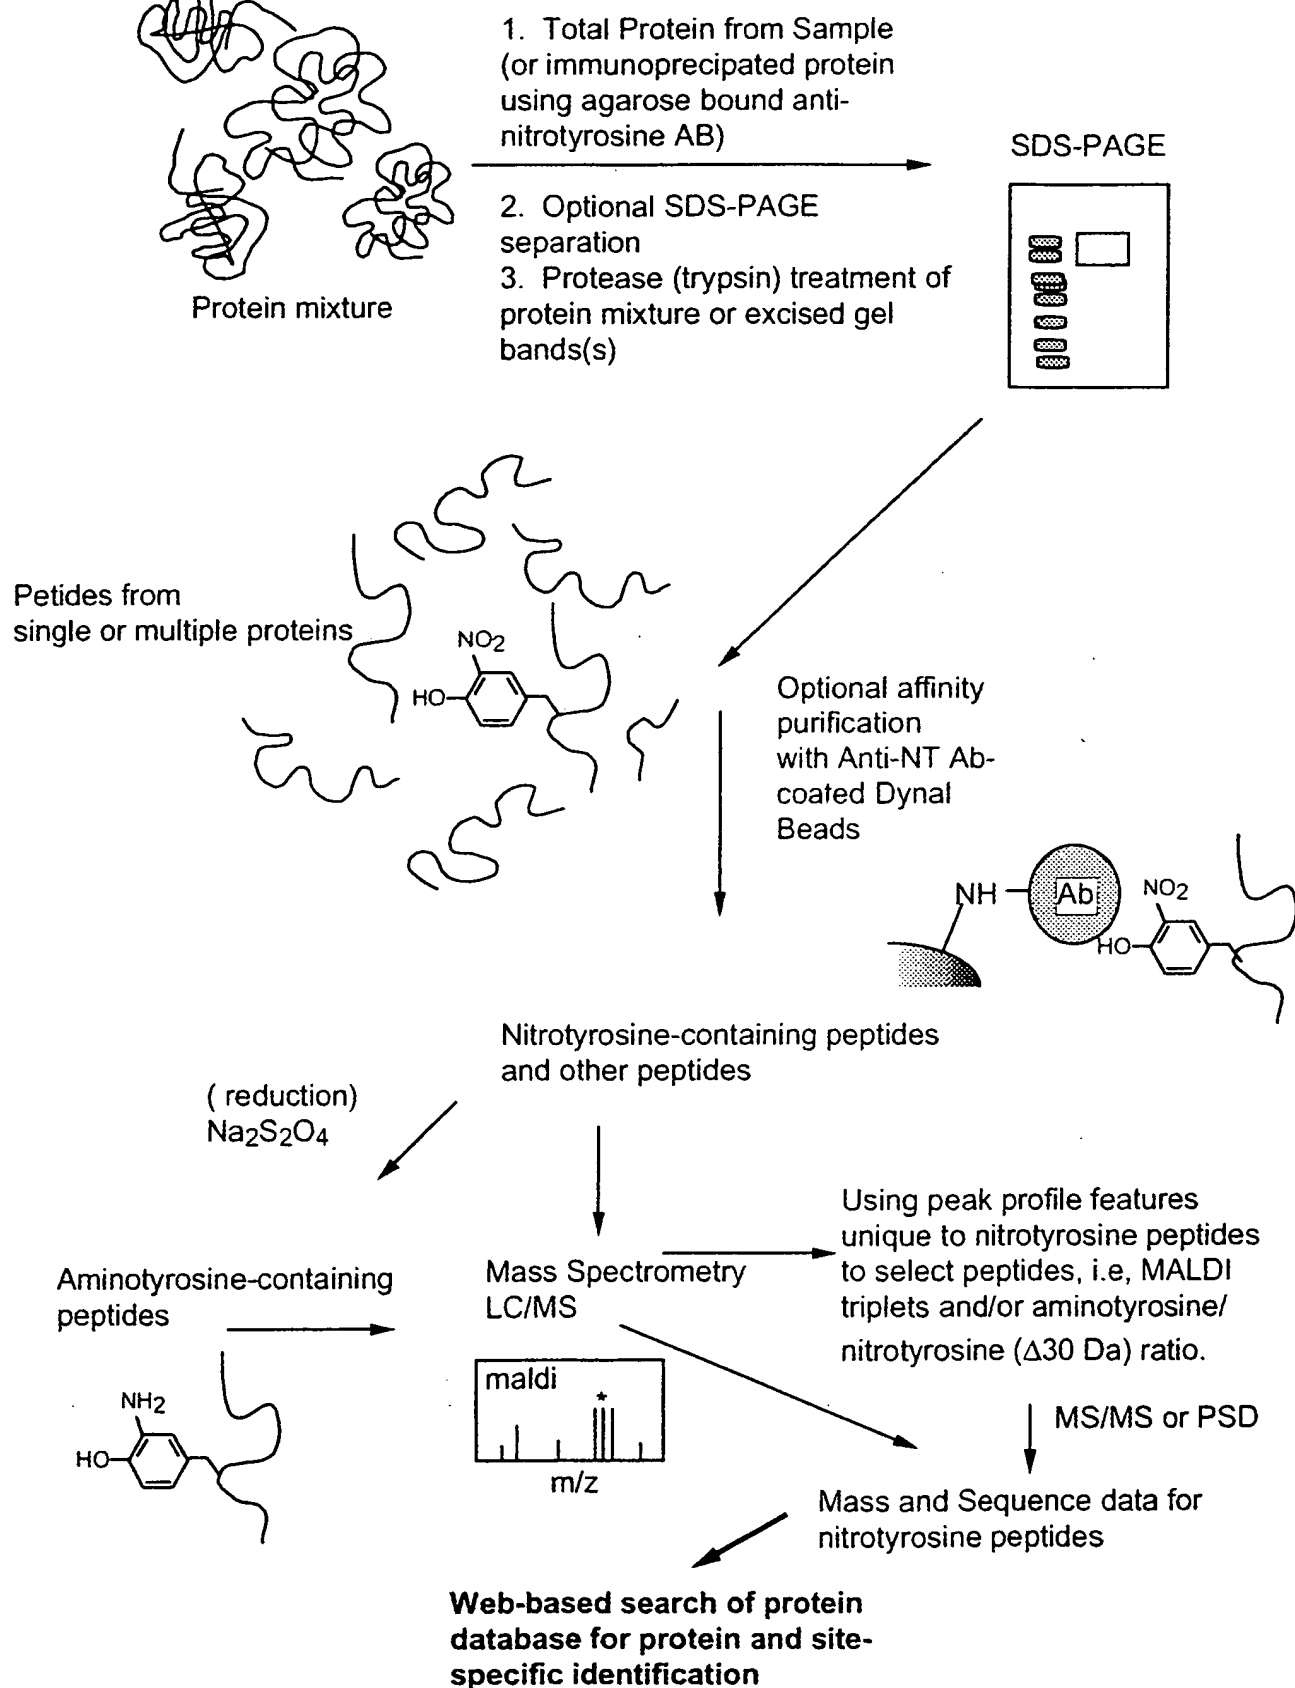 1. Total Protein from Sample
(or immunoprecipated protein
using agarose bound anti-
nitrotyrosine AB)
SDS-PAGE
2. Optional SDS-PAGE
separation
3. Protease (trypsin) treatment of
protein mixture or excised gel
bands(s)
Protein mixture
Petides from
single or multiple proteins
NO2
HO
Optional affinity
purification
with Anti-NT Ab-
coated Dynal
Beads
NH
Ab
NO2
HO
Nitrotyrosine-containing peptides
and other peptides
( reduction)
Na2S2O4
Using peak profile features
unique to nitrotyrosine peptides
to select peptides, i.e, MALDI
triplets and/or aminotyrosine/
nitrotyrosine (Δ30 Da) ratio.
Aminotyrosine-containing
peptides
Mass Spectrometry
LC/MS
maldi
*
m/z
NH2
HO
MS/MS or PSD
Mass and Sequence data for
nitrotyrosine peptides
Web-based search of protein
database for protein and site-
specific identification